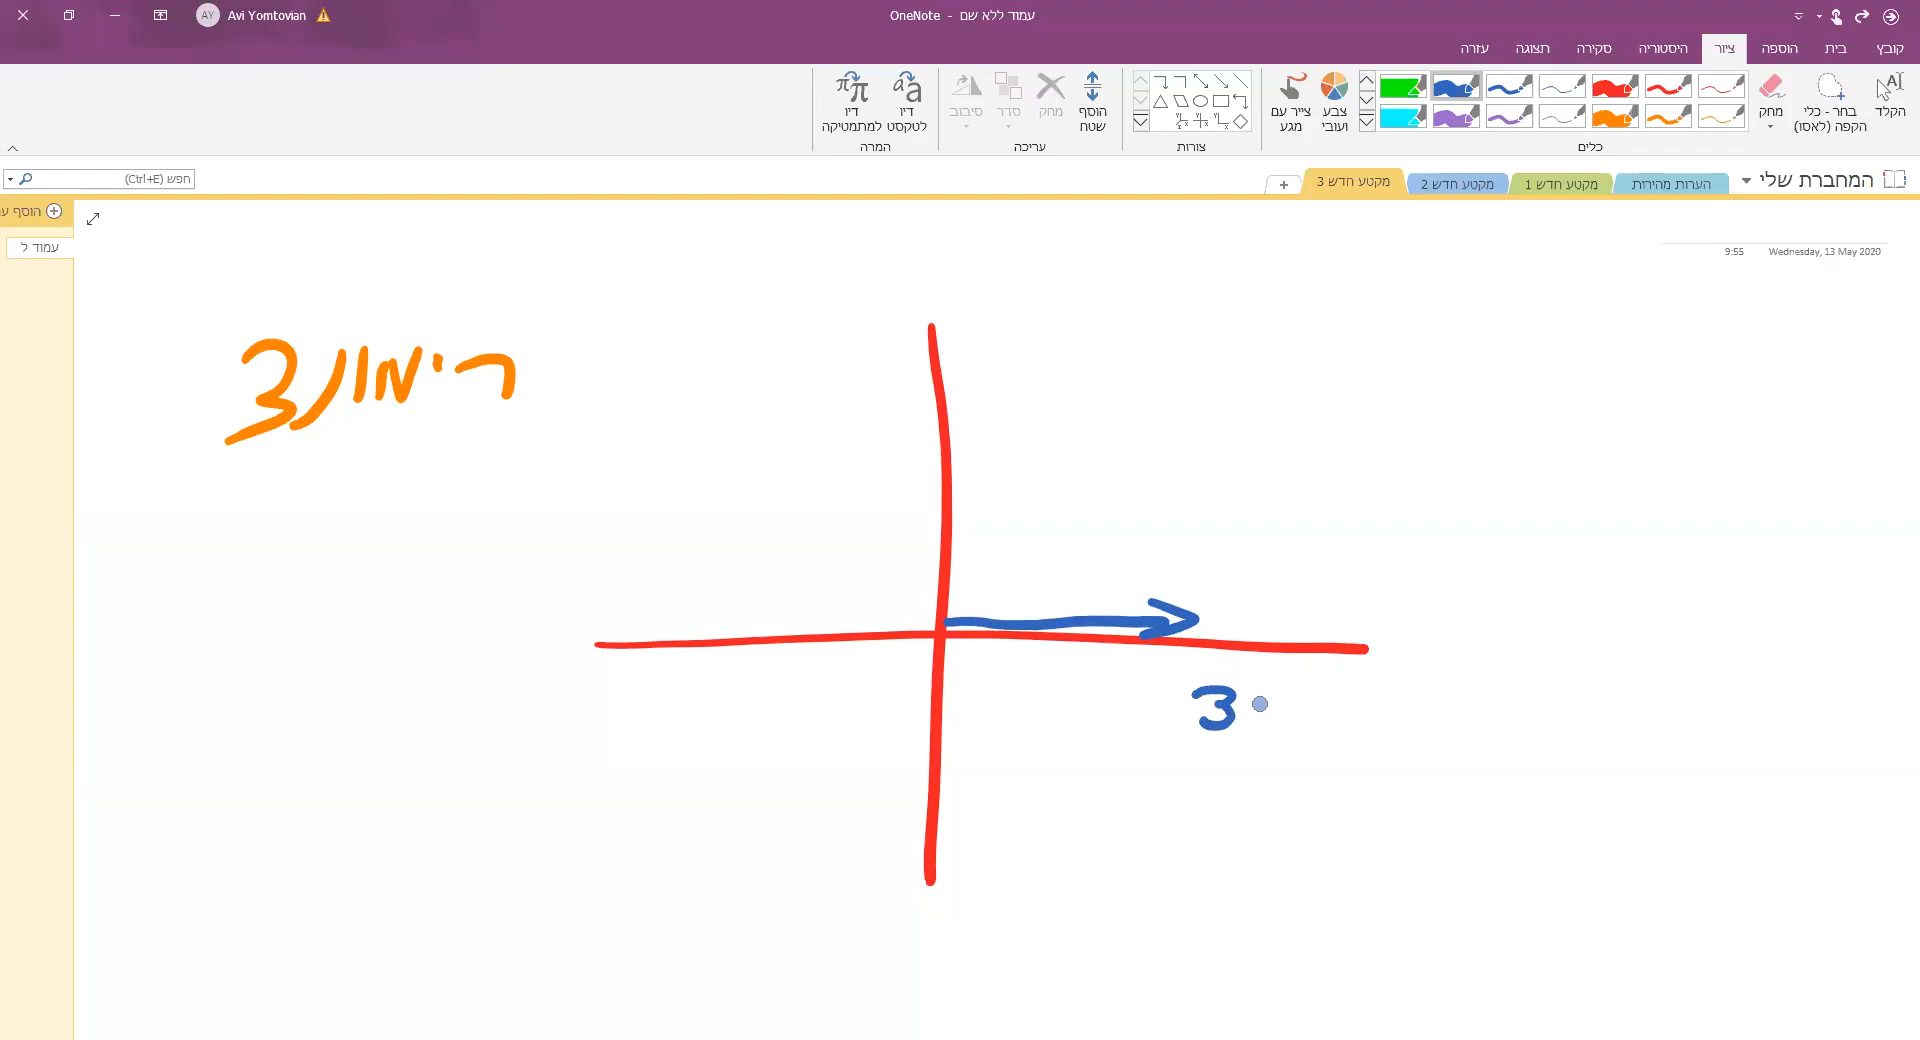 Avi Yomtovian
עמוד ללא שם - OneNote
קובץ
בית
הוספה
ציור
היסטוריה
סקירה
תצוגה
עזרה
הקלד
בחר - כלי הקפה (לאסו)
מחק
כלים
צבע ועובי
צייר עם מגע
צורות
הוסף שטח
מחק
סדר
סיבוב
עריכה
דיו לטקסט
דיו למתמטיקה
המרה
המחברת שלי
הערות מהירות
מקטע חדש 1
מקטע חדש 2
מקטע חדש 3
חפש (Ctrl+E)
הוסף
עמוד ל
9:55 Wednesday, 13 May 2020
3